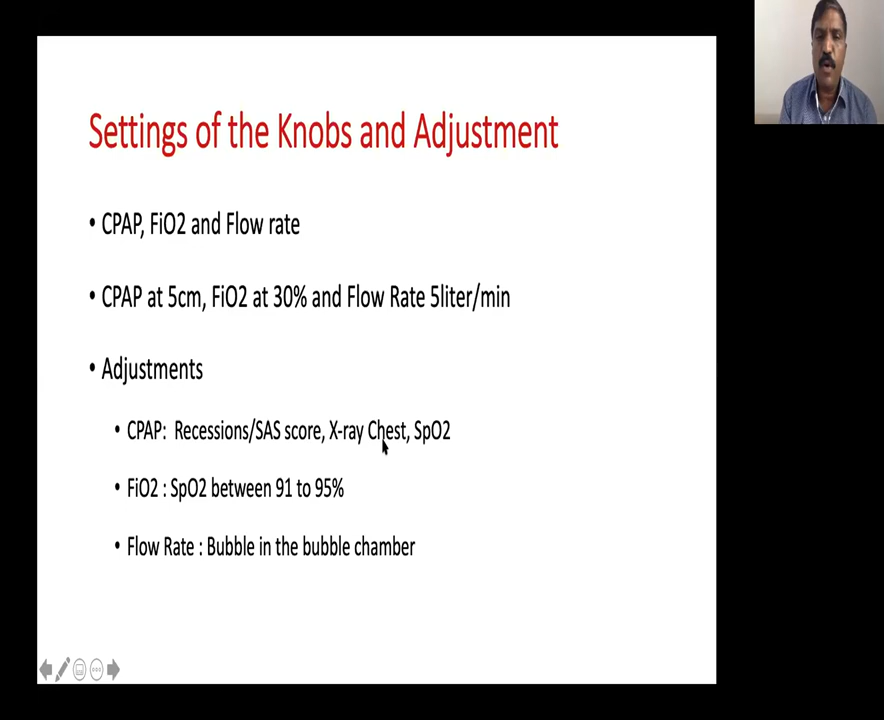 Settings of the Knobs and Adjustment
• CPAP, FiO2 and Flow rate
• CPAP at 5cm, FiO2 at 30% and Flow Rate 5liter/min
• Adjustments
• CPAP: Recessions/SAS score, X-ray Chest, SpO2
• FiO2 : SpO2 between 91 to 95%
• Flow Rate : Bubble in the bubble chamber